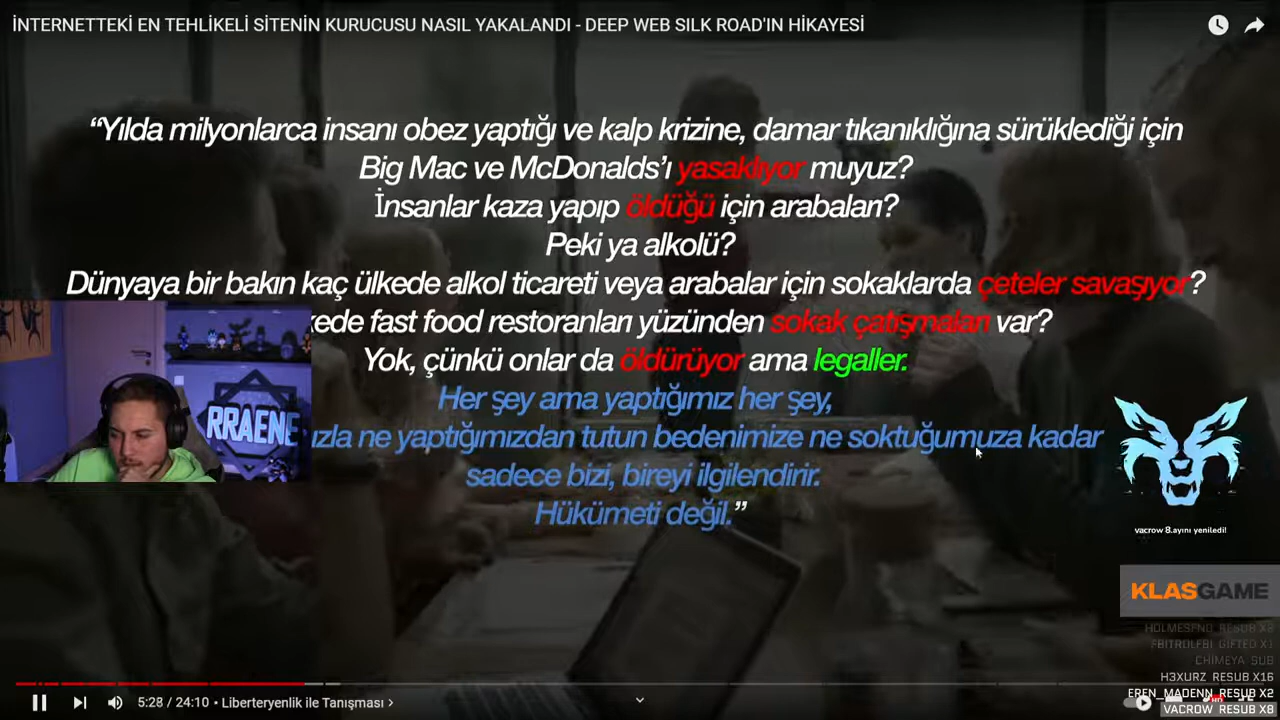 İNTERNETTEKİ EN TEHLİKELİ SİTENİN KURUCUSU NASIL YAKALANDI - DEEP WEB SILK ROAD'IN HİKAYESİ
“Yılda milyonlarca insanı obez yaptığı ve kalp krizine, damar tıkanıklığına sürüklediği için
Big Mac ve McDonalds’ı yasaklıyor muyuz?
İnsanlar kaza yapıp öldüğü için arabaları?
Peki ya alkolü?
Dünyaya bir bakın kaç ülkede alkol ticareti veya arabalar için sokaklarda çeteler savaşıyor?
fast food restoranları yüzünden sokak çatışmaları var?
Yok, çünkü onlar da öldürüyor ama legaller.
Her şey ama yaptığımız her şey,
ne yaptığımızdan tutun bedenimize ne soktuğumuza kadar
sadece bizi, bireyi ilgilendirir.
Hükümeti değil.”
RRAENE
vacrow 8.ayını yeniledi!
KLASGAME
HOLMESFNO RESUB X8
FBITROLFBI GIFTED X1
CHIMEYA SUB
H3XURZ RESUB X16
EREN_MADENN RESUB X2
VACROW RESUB X8
5:28 / 24:10 • Liberteryenlik ile Tanışması